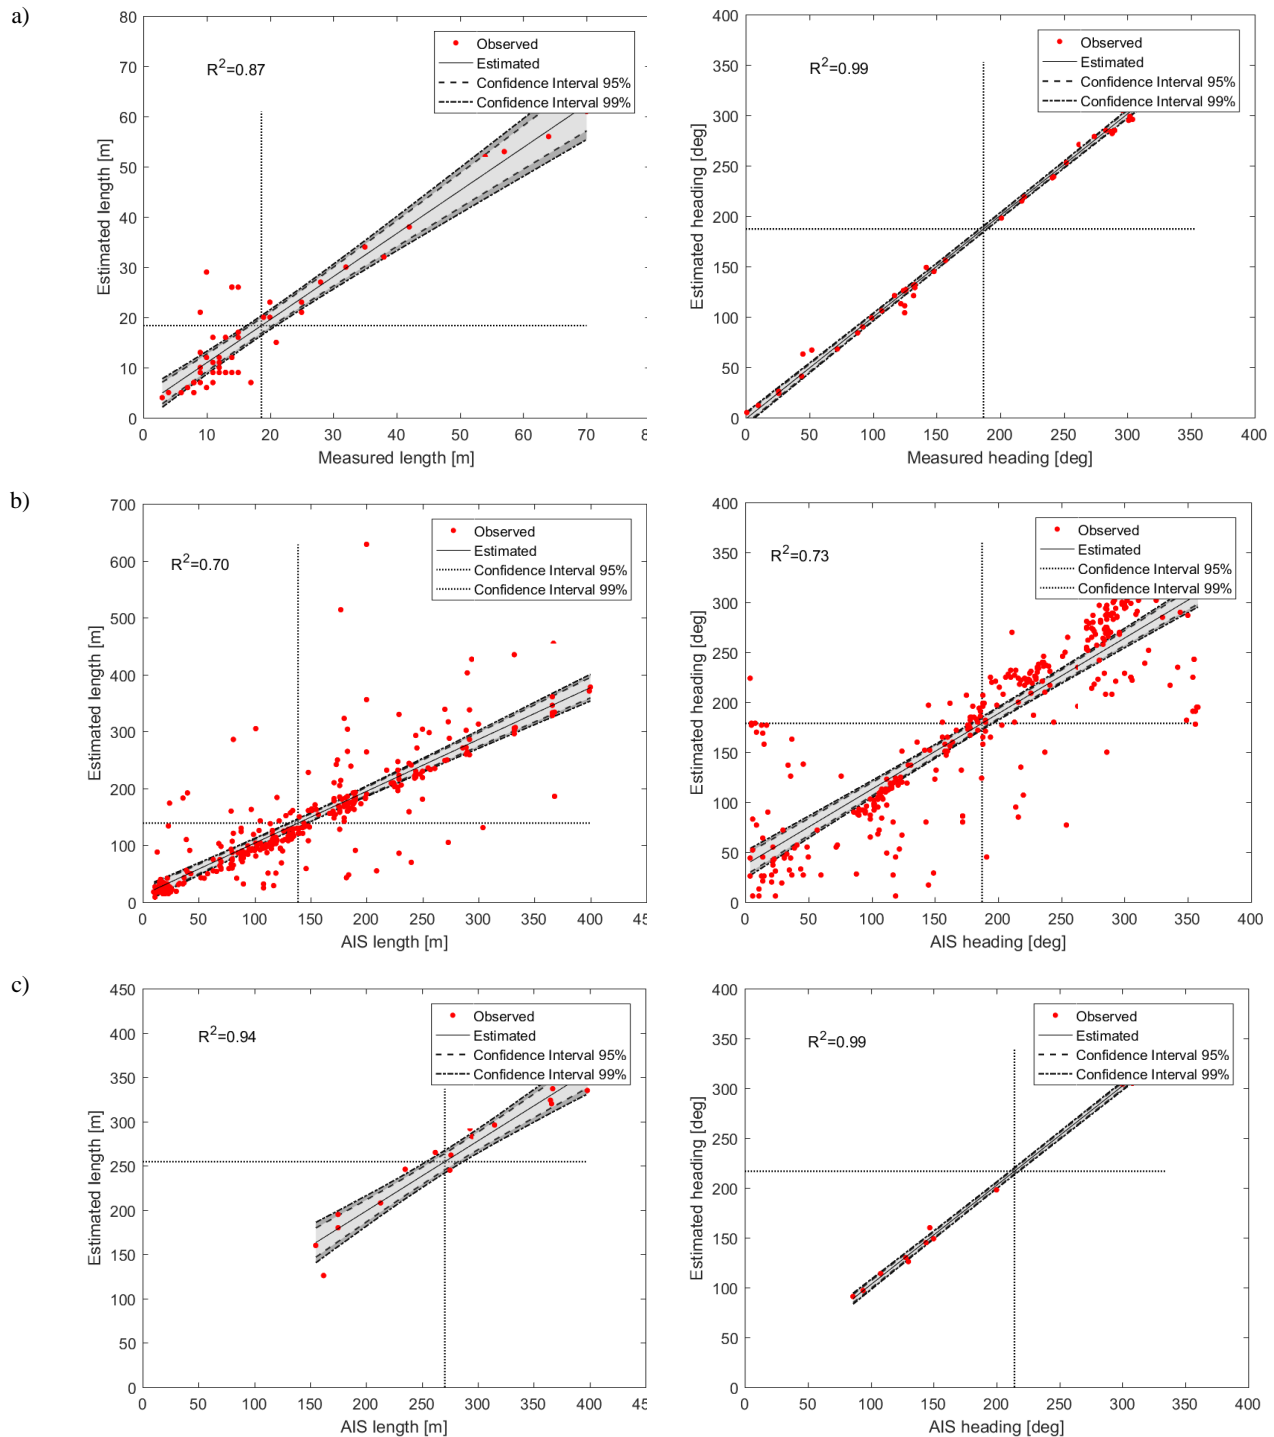 a)
80
70
60
50
40
30
20
10
0
Estimated length [m]
R2=0.87
Observed
Estimated
Confidence Interval 95%
Confidence Interval 99%
0 10 20 30 40 50 60 70
Measured length [m]
400
350
300
250
200
150
100
50
0
Estimated heading [deg]
R2=0.99
Observed
Estimated
Confidence Interval 95%
Confidence Interval 99%
0 50 100 150 200 250 300 350 400
Measured heading [deg]
b)
700
600
500
400
300
200
100
0
Estimated length [m]
R2=0.70
Observed
Estimated
Confidence Interval 95%
Confidence Interval 99%
0 50 100 150 200 250 300 350 400
AIS length [m]
400
350
300
250
200
150
100
50
0
Estimated heading [deg]
R2=0.73
Observed
Estimated
Confidence Interval 95%
Confidence Interval 99%
0 50 100 150 200 250 300 350 400
AIS heading [deg]
c)
450
400
350
300
250
200
150
100
50
0
Estimated length [m]
R2=0.94
Observed
Estimated
Confidence Interval 95%
Confidence Interval 99%
0 50 100 150 200 250 300 350 400
AIS length [m]
400
350
300
250
200
150
100
50
0
Estimated heading [deg]
R2=0.99
Observed
Estimated
Confidence Interval 95%
Confidence Interval 99%
0 50 100 150 200 250 300 350 400
AIS heading [deg]